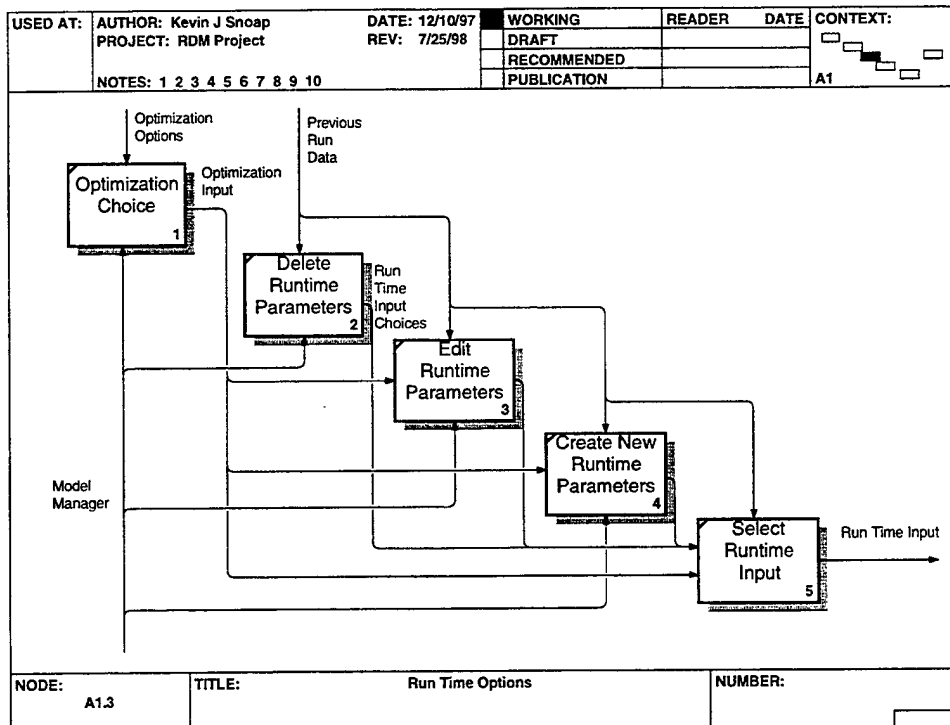 USED AT:
AUTHOR: Kevin J Snoap
DATE: 12/10/97
PROJECT: RDM Project
REV: 7/25/98
NOTES: 1 2 3 4 5 6 7 8 9 10
WORKING
DRAFT
RECOMMENDED
PUBLICATION
READER DATE
CONTEXT:
A1
Optimization
Options
Previous
Run
Data
Optimization
Choice
1
Optimization
Input
Delete
Runtime
Parameters
2
Run
Time
Input
Choices
Edit
Runtime
Parameters
3
Create New
Runtime
Parameters
4
Model
Manager
Select
Runtime
Input
5
Run Time Input
NODE:
A1.3
TITLE:
Run Time Options
NUMBER: